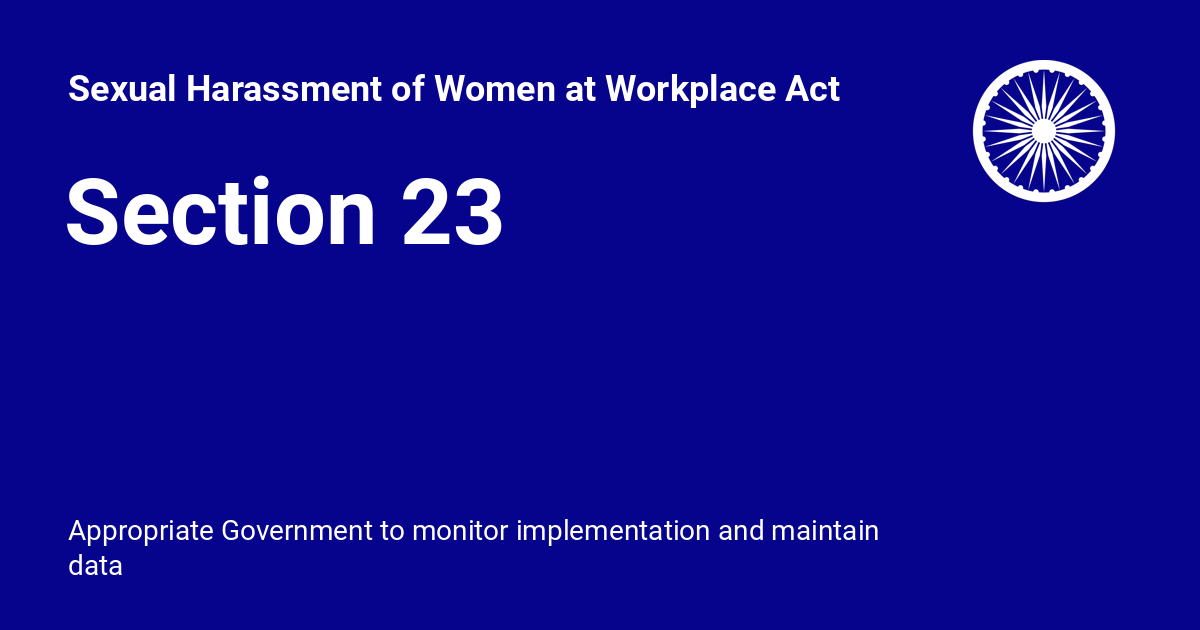 Sexual Harassment of Women at Workplace Act
Section 23
Appropriate Government to monitor implementation and maintain
data